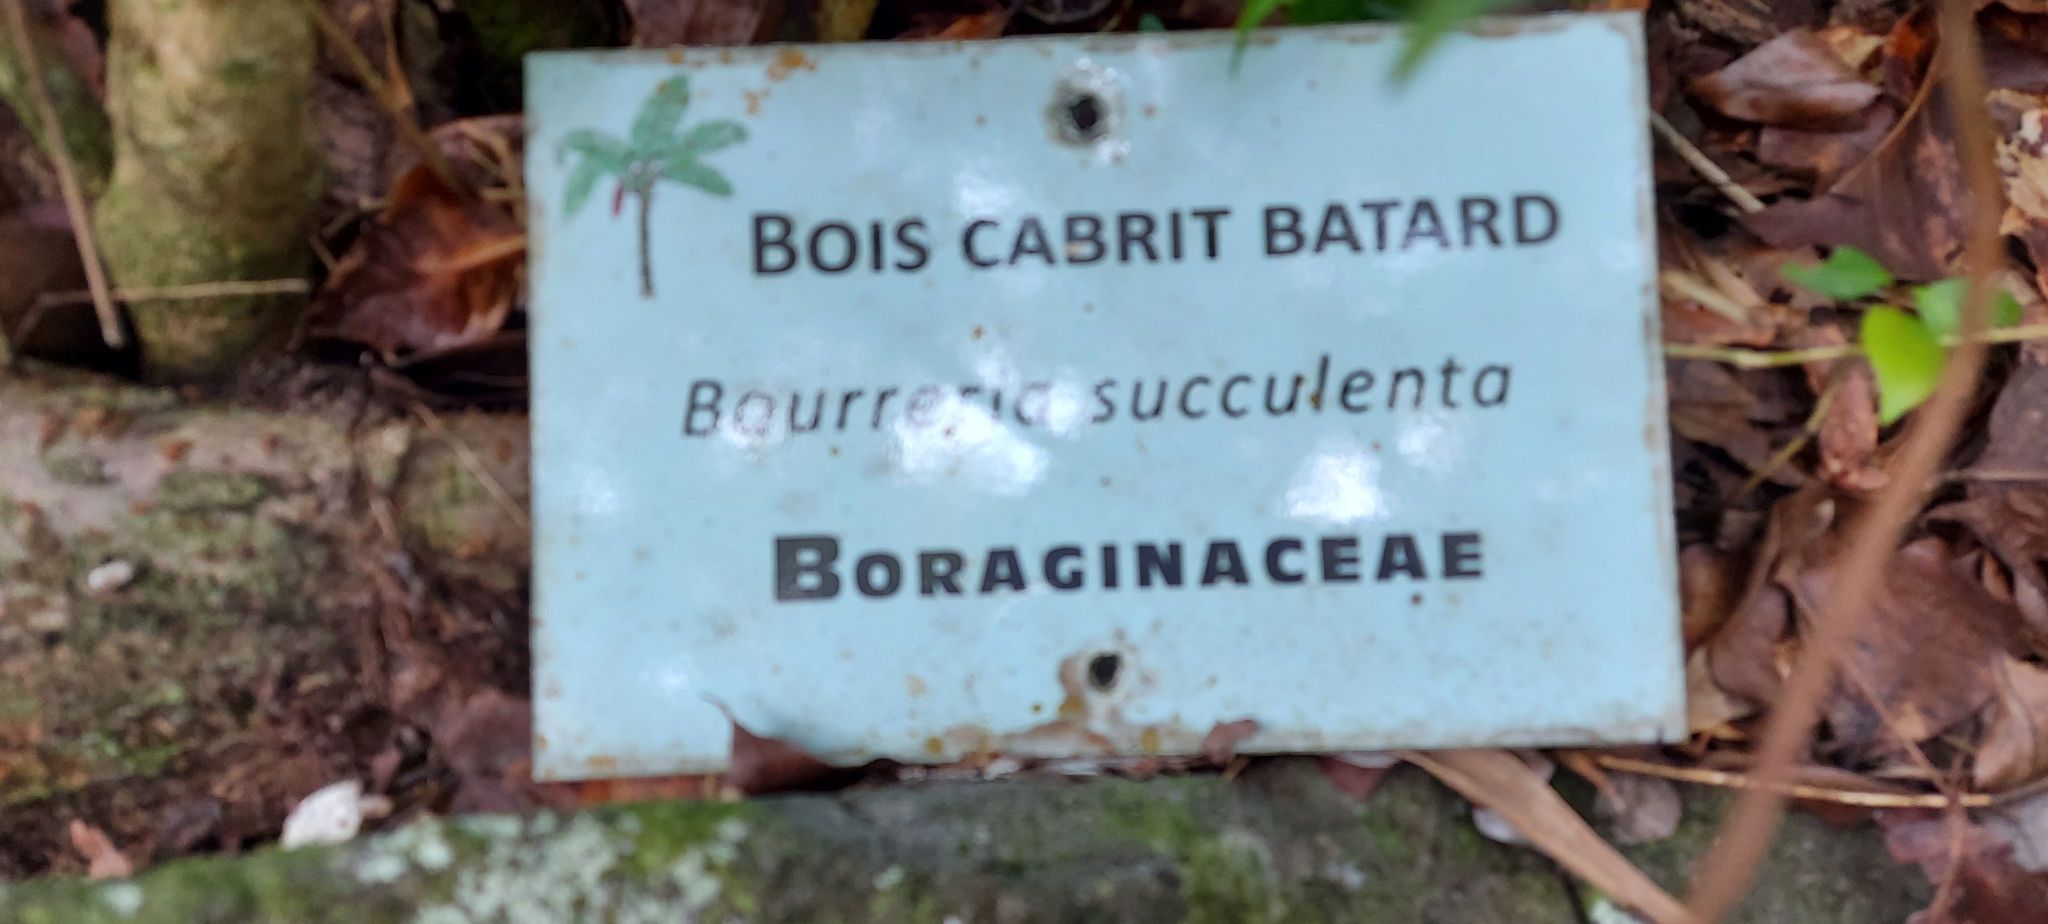 BOIS CABRIT BATARD
Bourreria succulenta
BORAGINACEAE